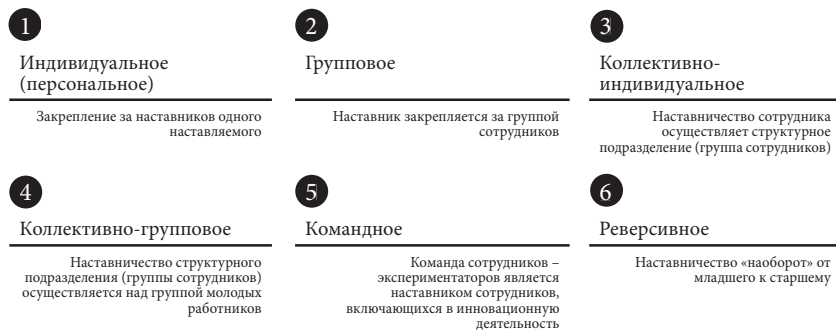 1
Индивидуальное
(персональное)
Закрепление за наставников одного
наставляемого
2
Групповое
Наставник закрепляется за группой
сотрудников
3
Коллективно-
индивидуальное
Наставничество сотрудника
осуществляет структурное
подразделение (группа сотрудников)
4
Коллективно-групповое
Наставничество структурного
подразделения (группы сотрудников)
осуществляется над группой молодых
работников
5
Командное
Команда сотрудников –
экспериментаторов является
наставником сотрудников,
включающихся в инновационную
деятельность
6
Реверсивное
Наставничество «наоборот» от
младшего к старшему